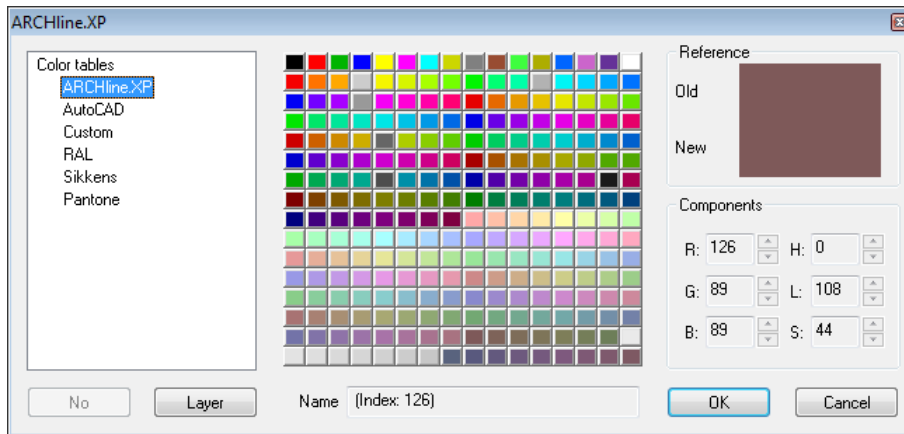 ARCHline.XP
Color tables
ARCHline.XP
AutoCAD
Custom
RAL
Sikkens
Pantone
Reference
Old
New
Components
R: 126 H: 0
G: 89 L: 108
B: 89 S: 44
No Layer Name (Index: 126) OK Cancel